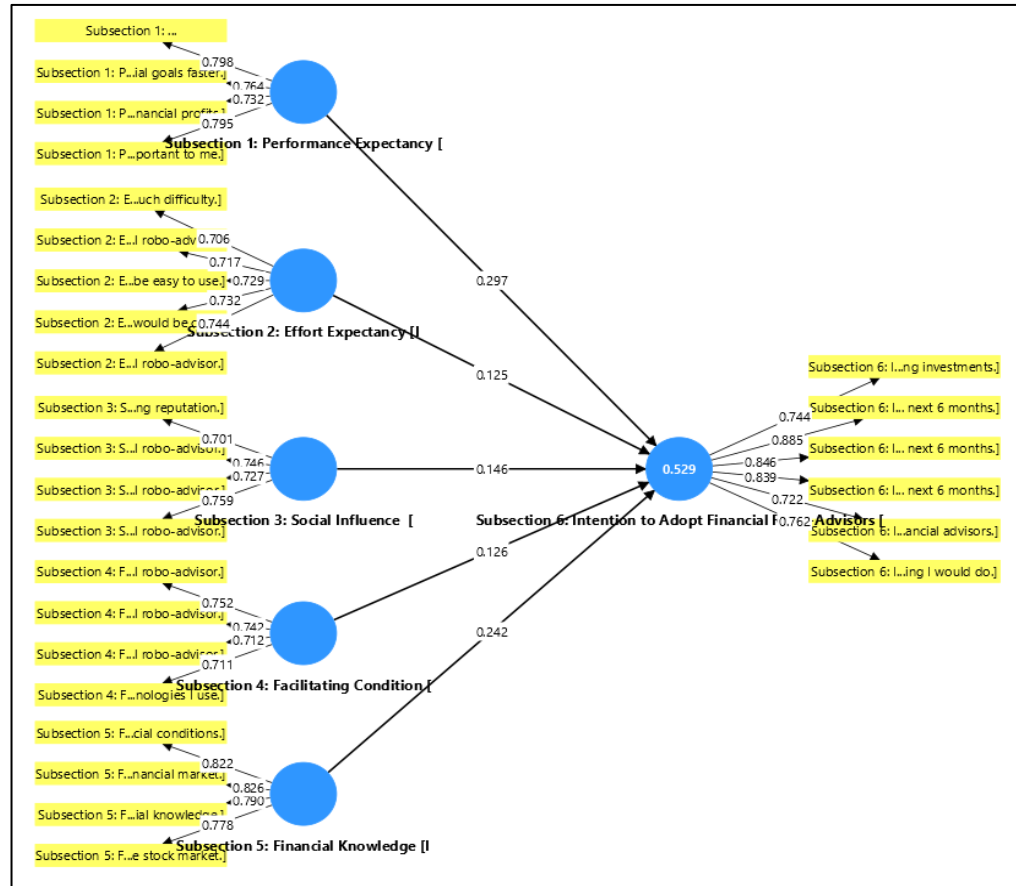 Subsection 1: ...
0.798
Subsection 1: P...ial goals faster.]
0.764
0.732
Subsection 1: P...nancial profits.]
0.795
Subsection 1: Performance Expectancy [
Subsection 1: P...portant to me.]
Subsection 2: E...uch difficulty.]
0.706
Subsection 2: E...l robo-adv
0.717
0.297
Subsection 2: E...be easy to use.]
0.729
0.732
Subsection 2: E...would be
0.744
Subsection 2: Effort Expectancy [I
Subsection 2: E...l robo-advisor.]
0.125
Subsection 3: S...ng reputation.]
0.701
Subsection 3: S...l robo-advisor.]
0.746
0.727
Subsection 3: S...l robo-advisor.]
0.759
0.146
Subsection 3: Social Influence [
Subsection 3: S...l robo-advisor.]
Subsection 6: I...ng investments.]
0.744
Subsection 6: I... next 6 months.]
0.885
Subsection 6: I... next 6 months.]
0.846
0.529
0.839
Subsection 6: I... next 6 months.]
0.722
Subsection 6: Intention to Adopt Financial Advisors [
0.762
Subsection 6: I...ancial advisors.]
Subsection 6: I...ing I would do.]
0.126
Subsection 4: F...l robo-advisor.]
0.752
Subsection 4: F...l robo-advisor.]
0.742
0.712
Subsection 4: F...l robo-advisor.]
0.711
0.242
Subsection 4: Facilitating Condition [
Subsection 4: F...nologies I use.]
Subsection 5: F...cial conditions.]
0.822
Subsection 5: F...nancial market.]
0.826
0.790
Subsection 5: F...ial knowledge.]
0.778
Subsection 5: Financial Knowledge [I
Subsection 5: F...e stock market.]